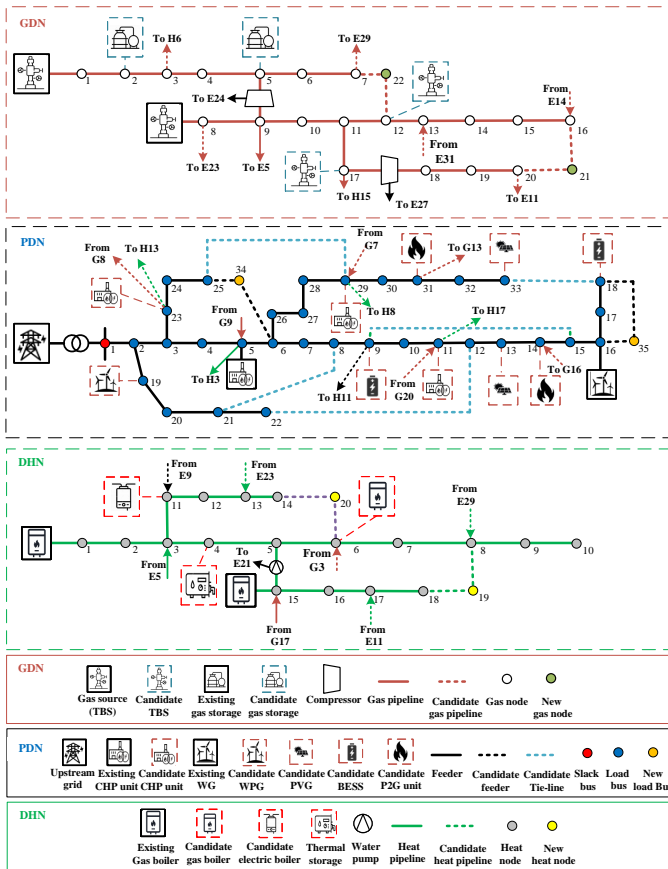 GDN
To H6
To E29
1
2
3
4
5
6
7
22
To E24
From
E14
8
9
10
11
12
13
14
15
16
From
E31
To E23
To E5
17
18
19
20
21
To H15
To E27
To E11
PDN
From
G8
To H13
From
G7
To G13
34
24
25
28
29
30
31
32
33
18
23
From
G9
26
27
To H8
To H17
17
1
2
3
4
5
6
7
8
9
10
11
12
13
14
15
16
35
19
To H3
To H11
From
G20
To G16
20
21
22
DHN
From
E9
From
E23
11
12
13
14
20
From
E29
1
2
3
4
5
6
7
8
9
10
From
E5
To
E21
From
G3
15
16
17
18
19
From
G17
From
E11
GDN
Gas source
(TBS)
Candidate
TBS
Existing
gas storage
Candidate
gas storage
Compressor
Gas pipeline
Candidate
gas pipeline
Gas node
New
gas node
PDN
Upstream
grid
Existing
CHP unit
Candidate
CHP unit
Existing
WG
Candidate
WPG
Candidate
PVG
Candidate
BESS
Candidate
P2G unit
Feeder
Candidate
feeder
Candidate
Tie-line
Slack
bus
Load
bus
New
load Bus
DHN
Existing
Gas boiler
Candidate
gas boiler
Candidate
electric boiler
Thermal
storage
Water
pump
Heat
pipeline
Candidate
heat pipeline
Heat
node
New
heat node